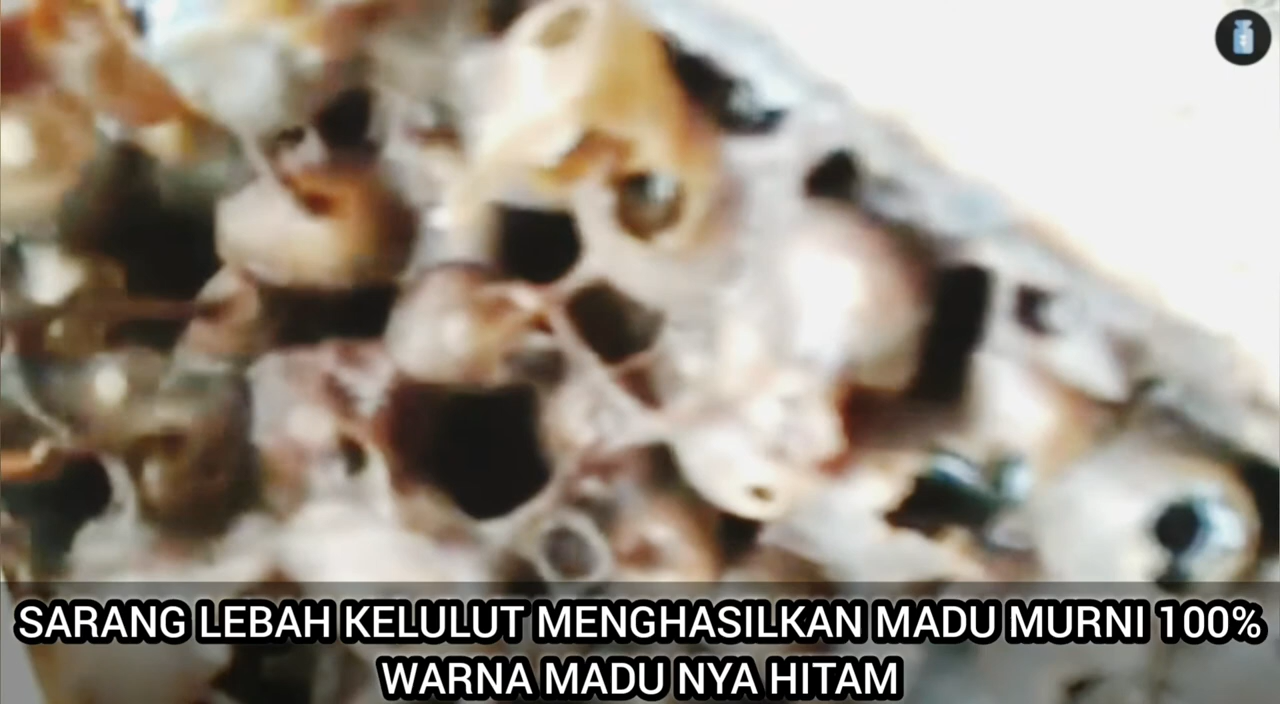 SARANG LEBAH KELULUT MENGHASILKAN MADU MURNI 100%
WARNA MADU NYA HITAM